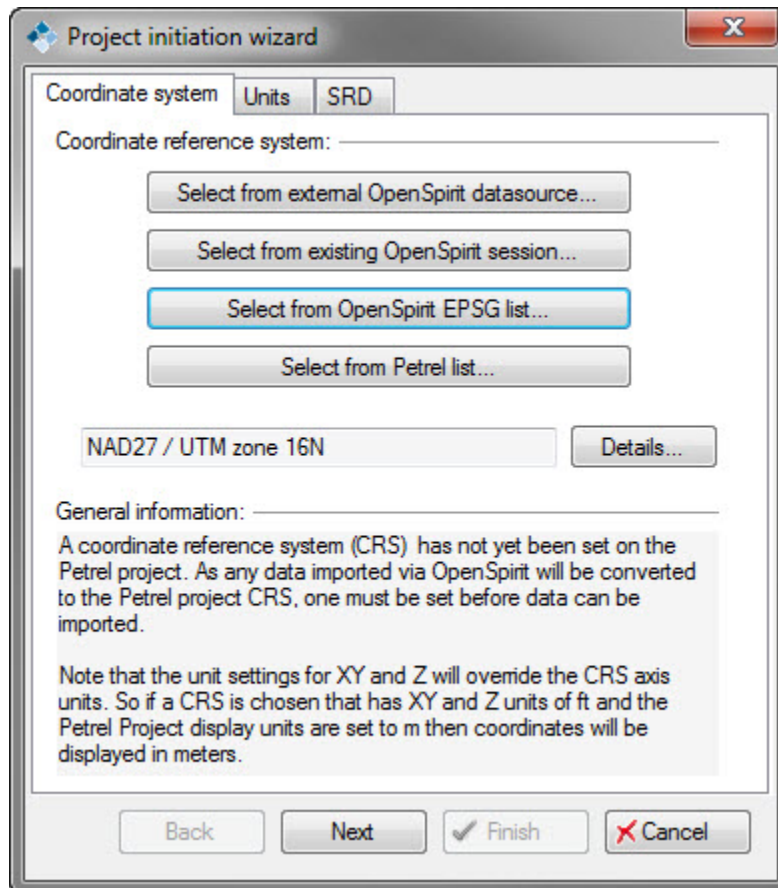 Project initiation wizard
Coordinate system Units SRD
Coordinate reference system:
Select from external OpenSpirit datasource...
Select from existing OpenSpirit session...
Select from OpenSpirit EPSG list...
Select from Petrel list...
NAD27 / UTM zone 16N Details...
General information:
A coordinate reference system (CRS) has not yet been set on the
Petrel project. As any data imported via OpenSpirit will be converted
to the Petrel project CRS, one must be set before data can be
imported.
Note that the unit settings for XY and Z will override the CRS axis
units. So if a CRS is chosen that has XY and Z units of ft and the
Petrel Project display units are set to m then coordinates will be
displayed in meters.
Back Next Finish Cancel